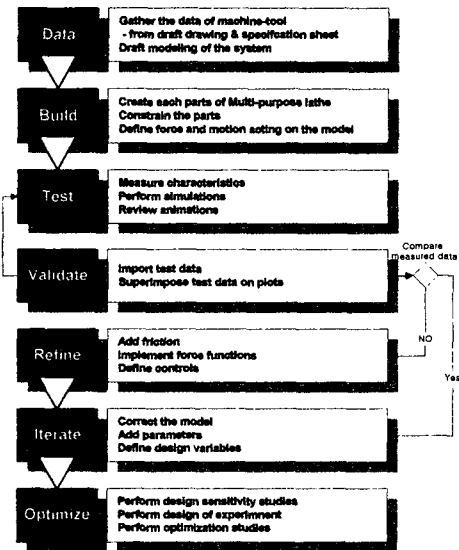 Data
Gather the data of machine-tool
- from draft drawing & specification sheet
Draft modeling of the system
Build
Create each parts of Multi-purpose lathe
Constrain the parts
Define force and motion acting on the model
Test
Measure characteristics
Perform simulations
Review animations
Compare
measured data
Validate
Import test data
Superimpose test data on plots
NO
Refine
Add friction
Implement force functions
Define controls
Yes
Iterate
Correct the model
Add parameters
Define design variables
Optimize
Perform design sensitivity studies
Perform design of experimnent
Perform optimization studies